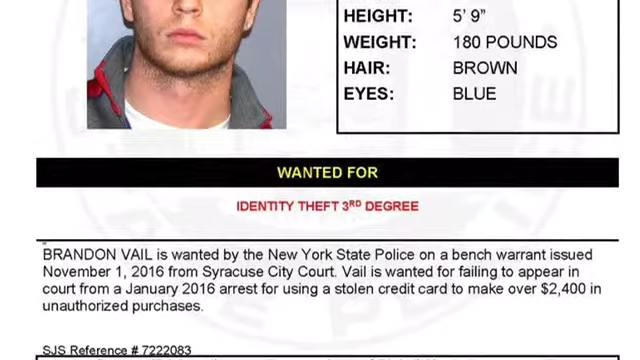 HEIGHT: 5' 9”
WEIGHT: 180 POUNDS
HAIR: BROWN
EYES: BLUE
WANTED FOR
IDENTITY THEFT 3RD DEGREE
BRANDON VAIL is wanted by the New York State Police on a bench warrant issued
November 1, 2016 from Syracuse City Court. Vail is wanted for failing to appear in
court from a January 2016 arrest for using a stolen credit card to make over $2,400 in
unauthorized purchases.
SJS Reference # 7222083